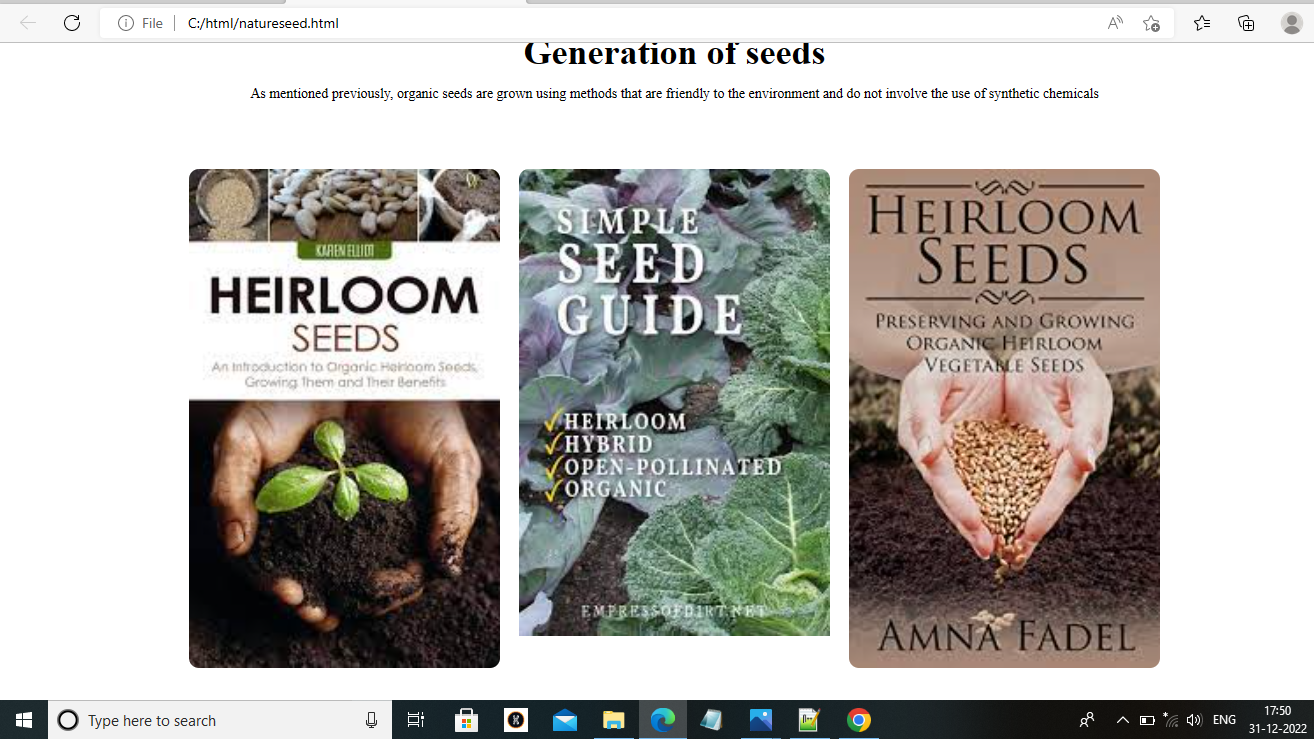 File
C:/html/natureseed.html
Generation of seeds
As mentioned previously, organic seeds are grown using methods that are friendly to the environment and do not involve the use of synthetic chemicals
KAREN ELLIOT
HEIRLOOM
SEEDS
An Introduction to Organic Heirloom Seeds,
Growing Them and Their Benefits
SIMPLE
SEED
GUIDE
HEIRLOOM
HYBRID
OPEN-POLLINATED
ORGANIC
EMPRESSOFDIRT.NET
HEIRLOOM
SEEDS
PRESERVING AND GROWING
ORGANIC HEIRLOOM
VEGETABLE SEEDS
AMNA FADEL
Type here to search
ENG
17:50
31-12-2022